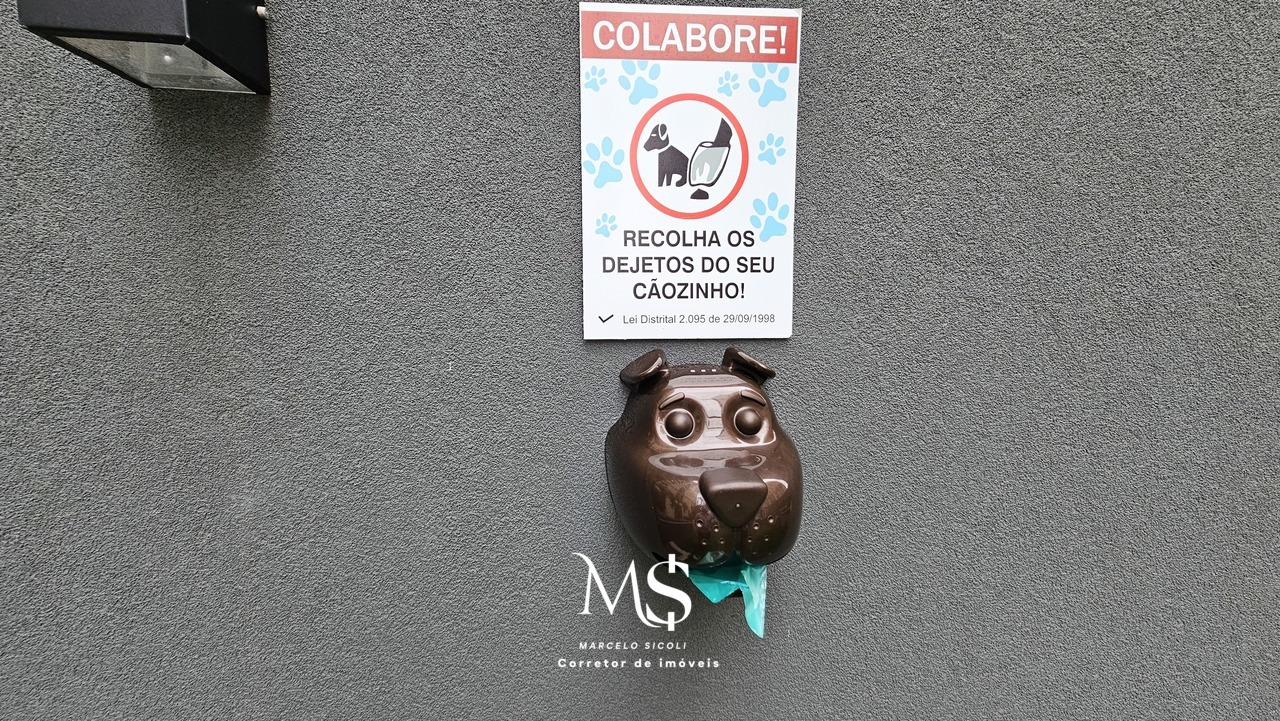 COLABORE!
RECOLHA OS
DEJETOS DO SEU
CÃOZINHO!
Lei Distrital 2.095 de 29/09/1998
MS
MARCELO SICOLI
Corretor de imóveis